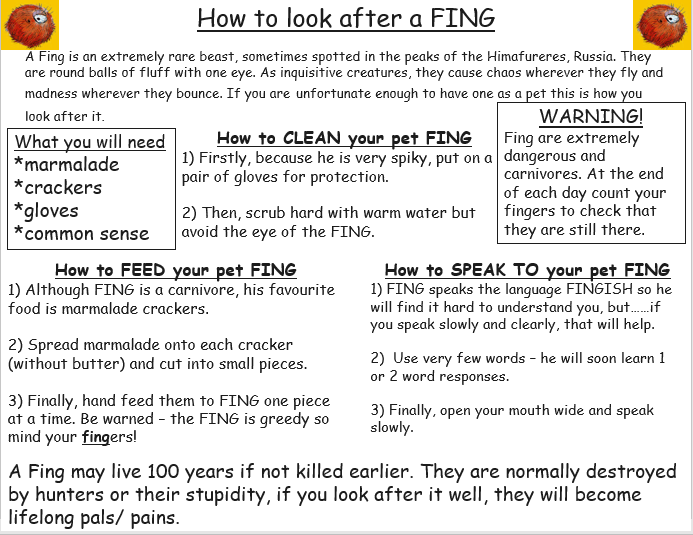 How to look after a FING
A Fing is an extremely rare beast, sometimes spotted in the peaks of the Himafureres, Russia. They
are round balls of fluff with one eye. As inquisitive creatures, they cause chaos wherever they fly and
madness wherever they bounce. If you are unfortunate enough to have one as a pet this is how you
look after it.
What you will need
*marmalade
*crackers
*gloves
*common sense
How to CLEAN your pet FING
1) Firstly, because he is very spiky, put on a
pair of gloves for protection.
2) Then, scrub hard with warm water but
avoid the eye of the FING.
WARNING!
Fing are extremely
dangerous and
carnivores. At the end
of each day count your
fingers to check that
they are still there.
How to FEED your pet FING
1) Although FING is a carnivore, his favourite
food is marmalade crackers.
2) Spread marmalade onto each cracker
(without butter) and cut into small pieces.
3) Finally, hand feed them to FING one piece
at a time. Be warned – the FING is greedy so
mind your fingers!
How to SPEAK TO your pet FING
1) FING speaks the language FINGISH so he
will find it hard to understand you, but……if
you speak slowly and clearly, that will help.
2) Use very few words – he will soon learn 1
or 2 word responses.
3) Finally, open your mouth wide and speak
slowly.
A Fing may live 100 years if not killed earlier. They are normally destroyed
by hunters or their stupidity, if you look after it well, they will become
lifelong pals/ pains.